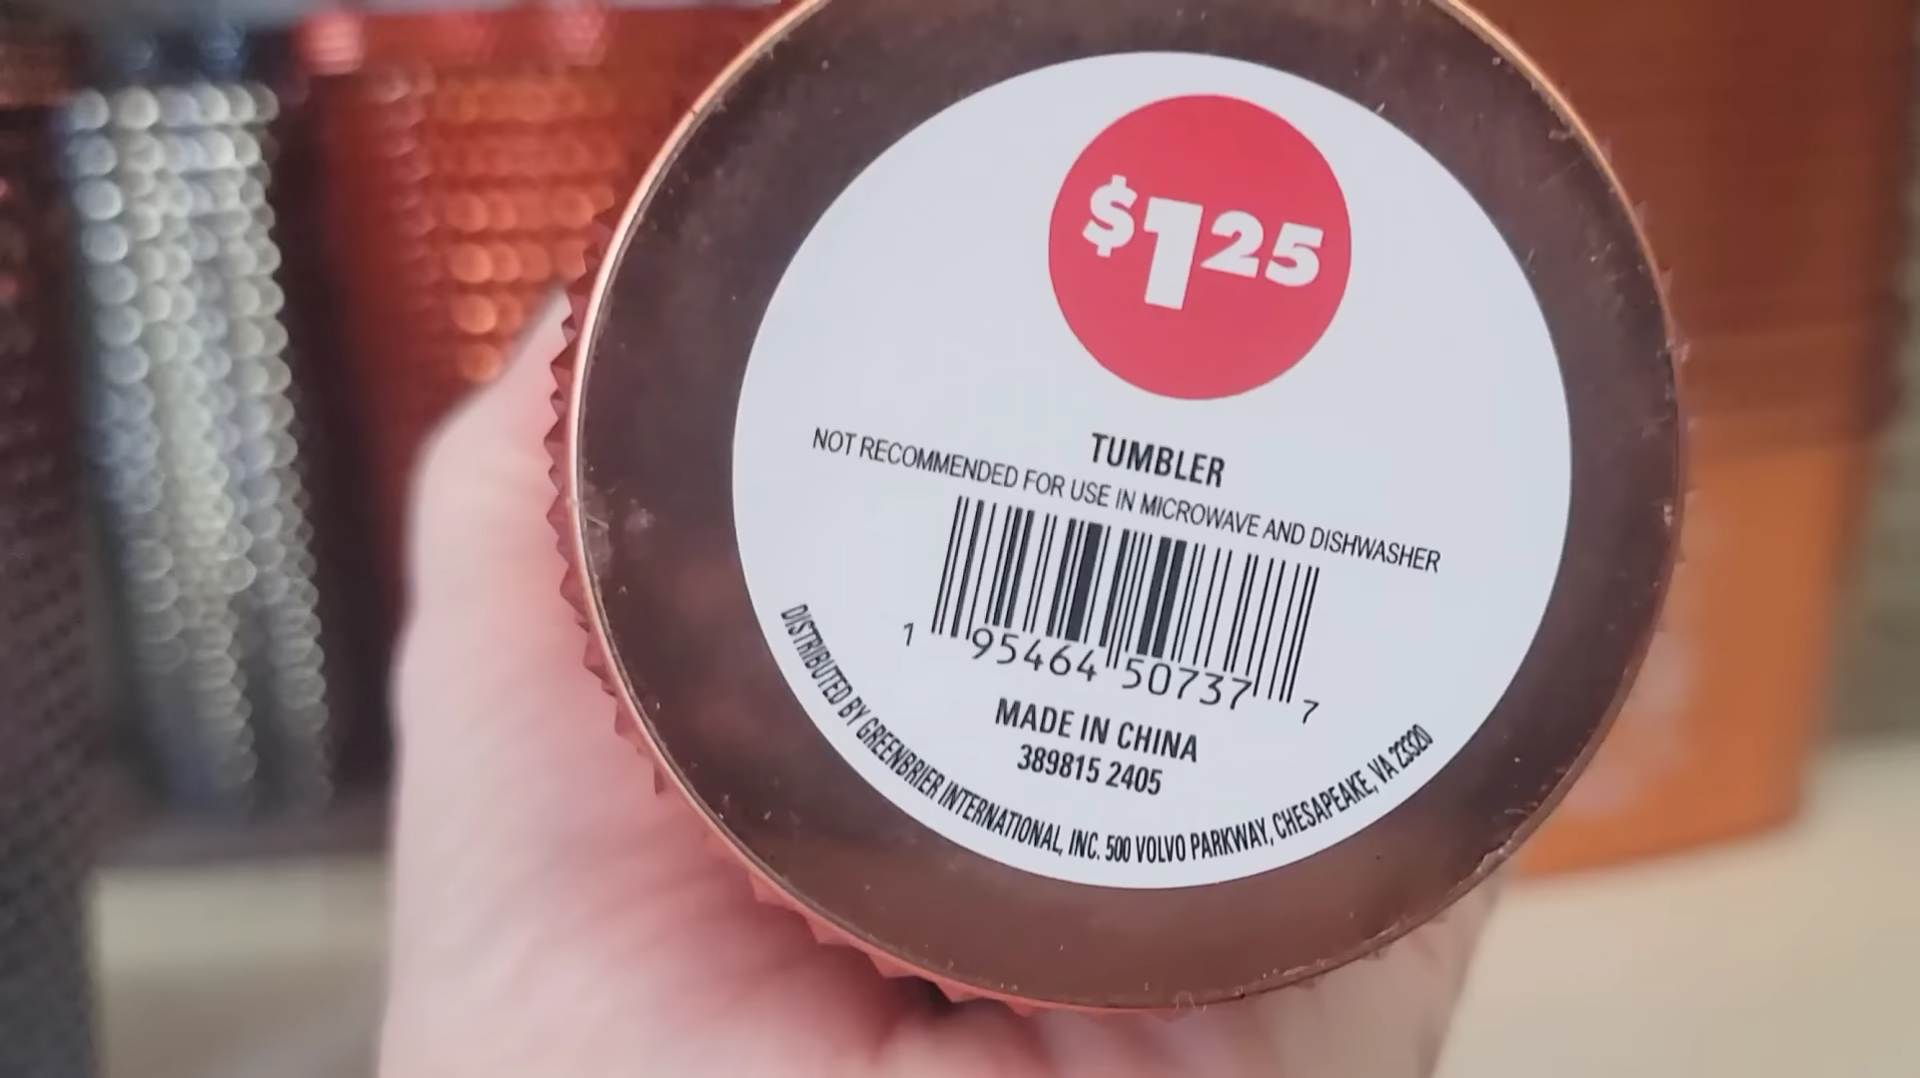 $1.25
TUMBLER
NOT RECOMMENDED FOR USE IN MICROWAVE AND DISHWASHER
1 95464 50737 7
MADE IN CHINA
389815 2405
DISTRIBUTED BY GREENBRIER INTERNATIONAL, INC. 500 VOLVO PARKWAY, CHESAPEAKE, VA 23320